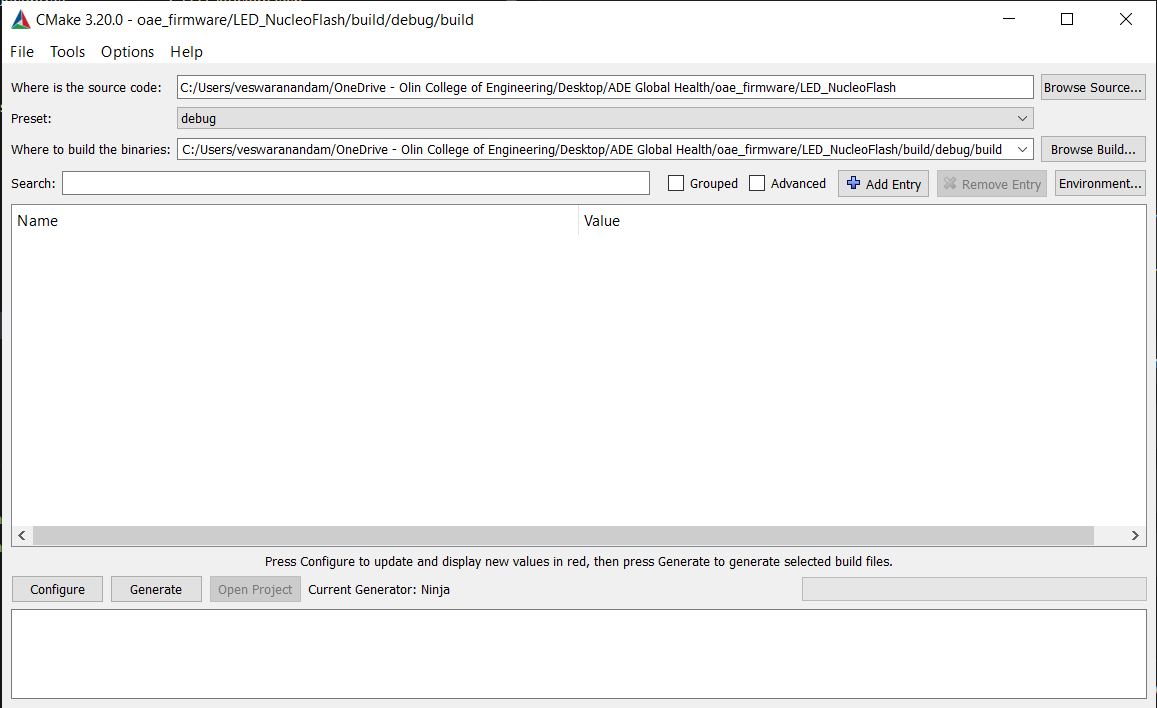 CMake 3.20.0 - oae_firmware/LED_NucleoFlash/build/debug/build
File Tools Options Help
Where is the source code: C:/Users/veswaranandam/OneDrive - Olin College of Engineering/Desktop/ADE Global Health/oae_firmware/LED_NucleoFlash Browse Source...
Preset: debug
Where to build the binaries: C:/Users/veswaranandam/OneDrive - Olin College of Engineering/Desktop/ADE Global Health/oae_firmware/LED_NucleoFlash/build/debug/build Browse Build...
Search: Grouped Advanced Add Entry Remove Entry Environment...
Name Value
Press Configure to update and display new values in red, then press Generate to generate selected build files.
Configure Generate Open Project Current Generator: Ninja